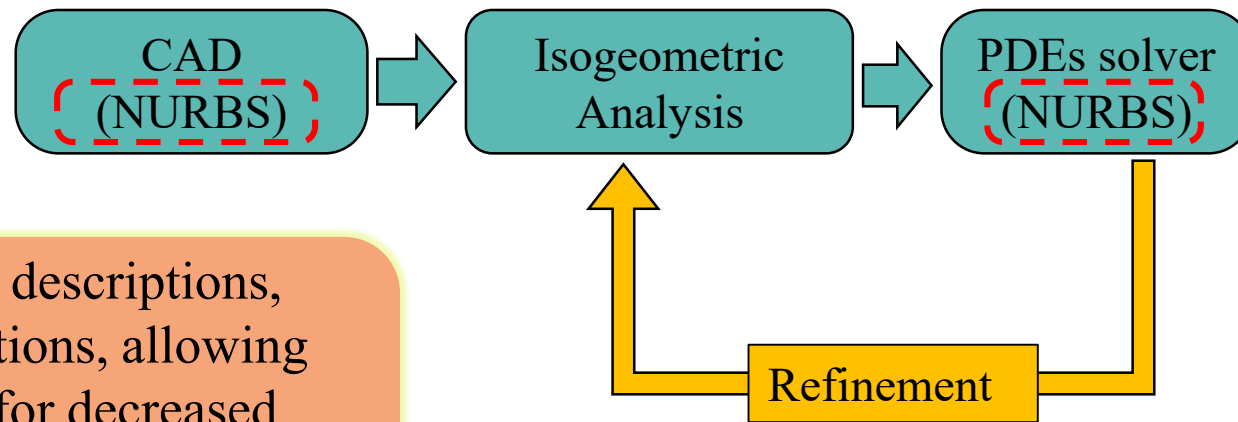 CAD
(NURBS)
Isogeometric
Analysis
PDEs solver
(NURBS)
descriptions,
tions, allowing
for decreased
Refinement